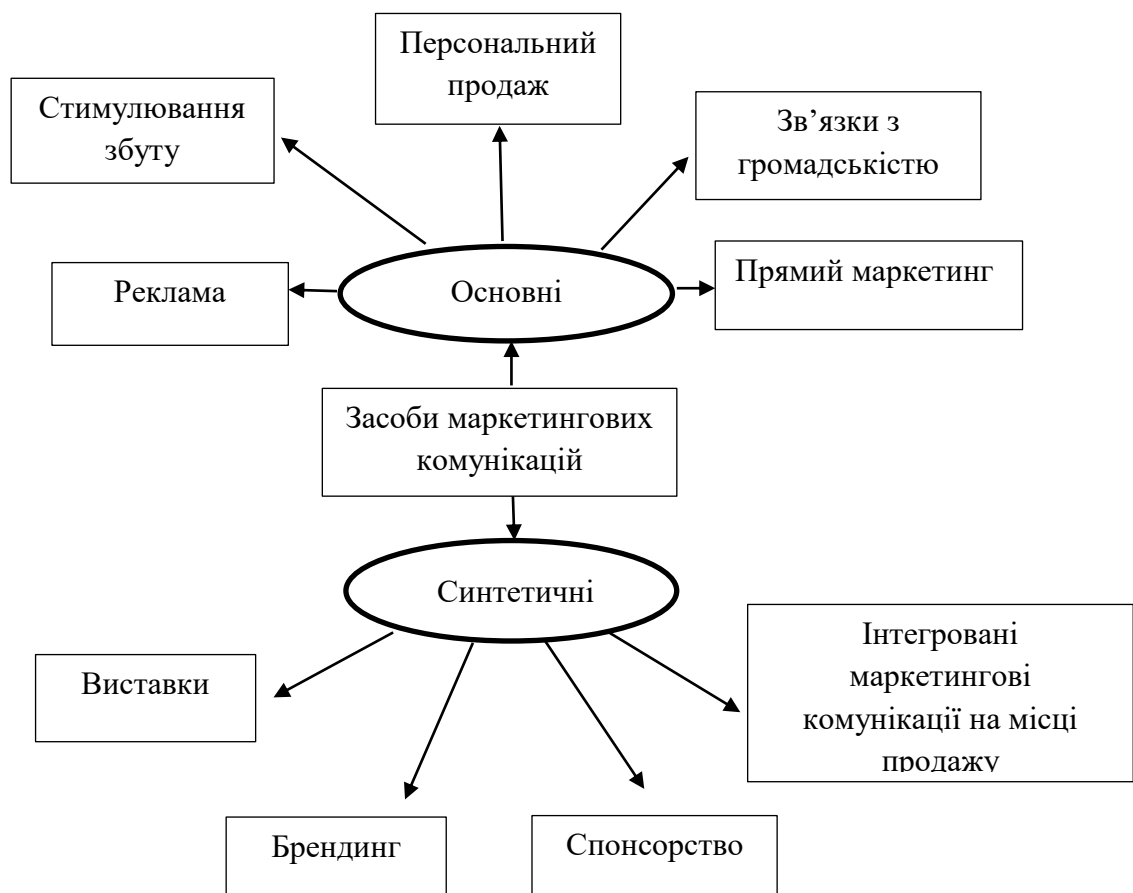 Персональний
продаж
Стимулювання
збуту
Зв’язки з
громадськістю
Реклама
Основні
Прямий маркетинг
Засоби маркетингових
комунікацій
Синтетичні
Виставки
Інтегровані
маркетингові
комунікації на місці
продажу
Брендинг
Спонсорство